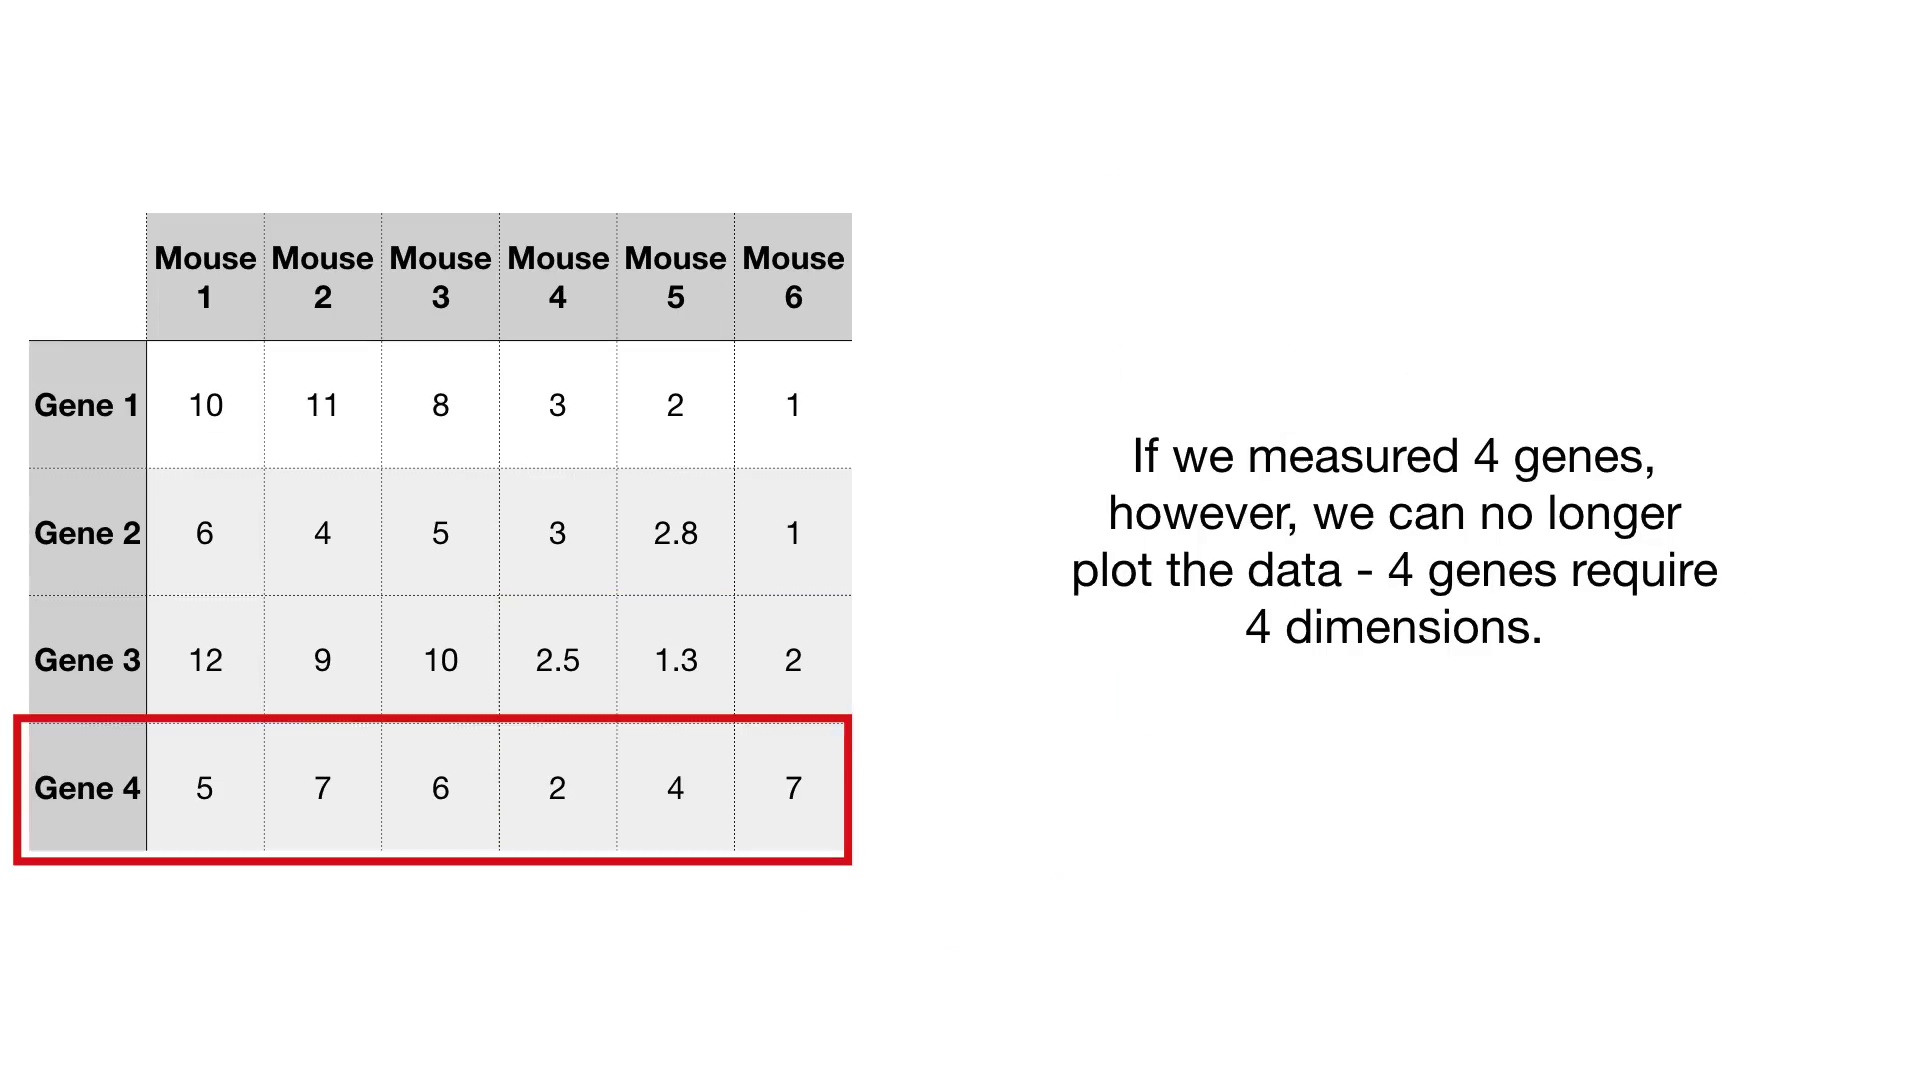 Mouse 1 Mouse 2 Mouse 3 Mouse 4 Mouse 5 Mouse 6
Gene 1 10 11 8 3 2 1
Gene 2 6 4 5 3 2.8 1
Gene 3 12 9 10 2.5 1.3 2
Gene 4 5 7 6 2 4 7
If we measured 4 genes,
however, we can no longer
plot the data - 4 genes require
4 dimensions.